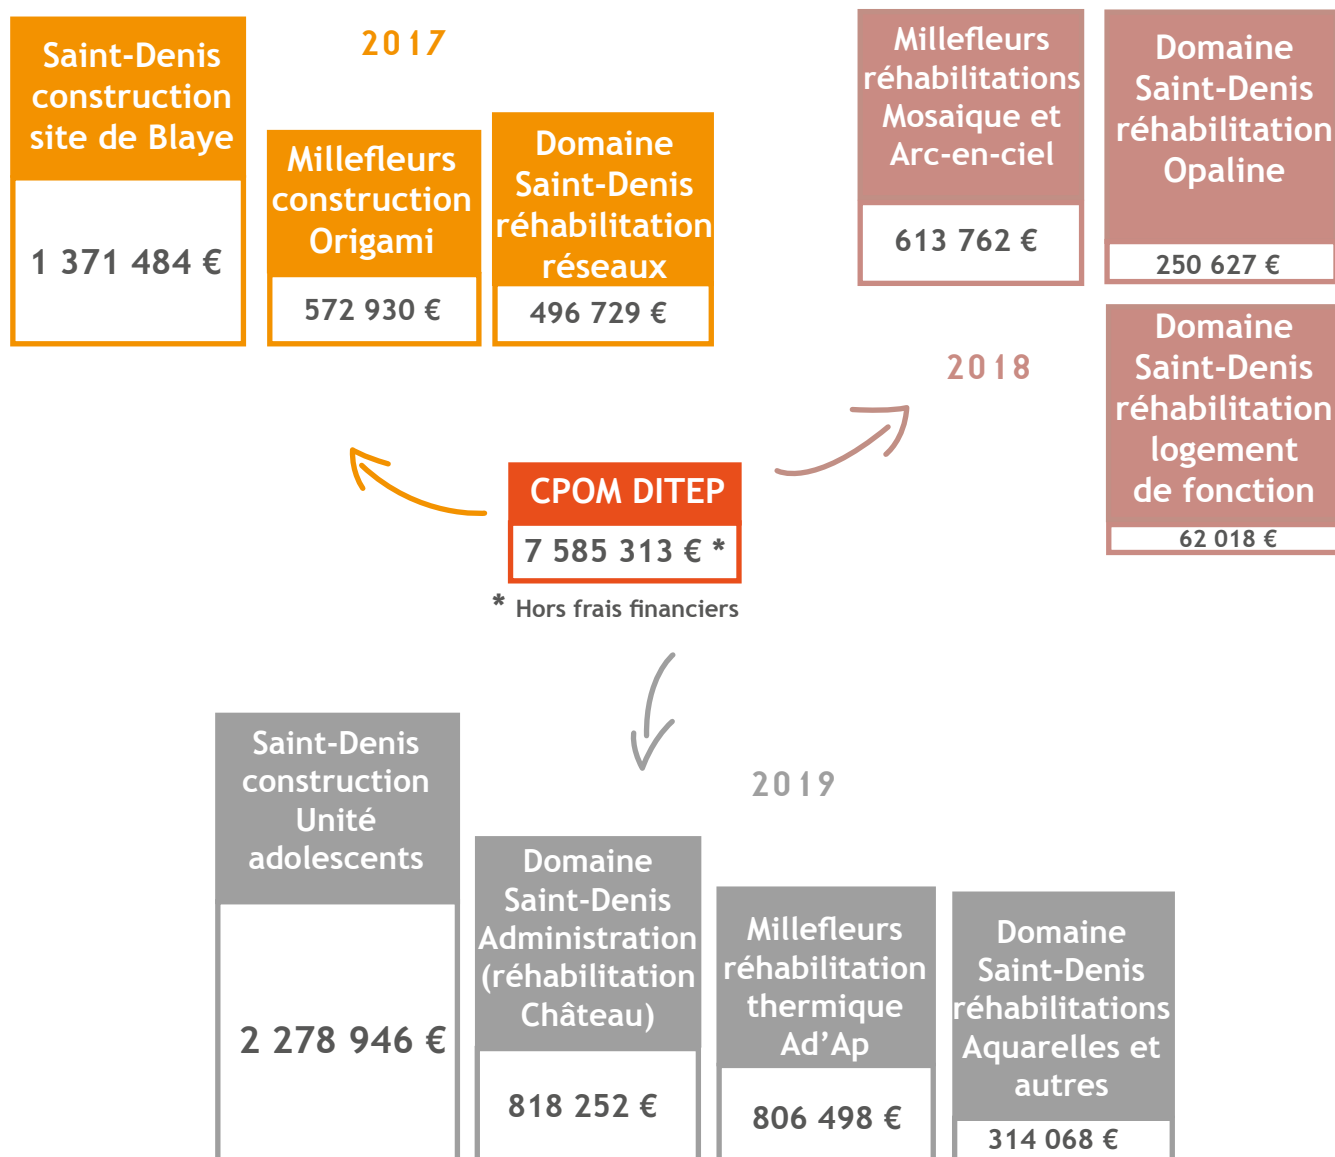 2017
Saint-Denis
construction
site de Blaye
1 371 484 €
Millefleurs
construction
Origami
572 930 €
Domaine
Saint-Denis
réhabilitation
réseaux
496 729 €
2018
Millefleurs
réhabilitations
Mosaique et
Arc-en-ciel
613 762 €
Domaine
Saint-Denis
réhabilitation
Opaline
250 627 €
Domaine
Saint-Denis
réhabilitation
logement
de fonction
62 018 €
CPOM DITEP
7 585 313 € *
* Hors frais financiers
2019
Saint-Denis
construction
Unité
adolescents
2 278 946 €
Domaine
Saint-Denis
Administration
(réhabilitation
Château)
818 252 €
Millefleurs
réhabilitation
thermique
Ad’Ap
806 498 €
Domaine
Saint-Denis
réhabilitations
Aquarelles et
autres
314 068 €